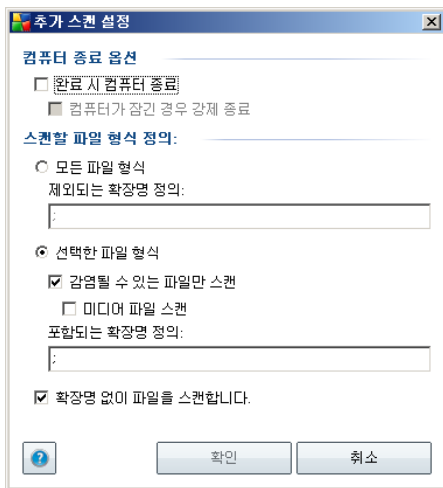 추가 스캔 설정
컴퓨터 종료 옵션
완료 시 컴퓨터 종료
컴퓨터가 잠긴 경우 강제 종료
스캔할 파일 형식 정의:
모든 파일 형식
제외되는 확장명 정의:
;
선택한 파일 형식
감염될 수 있는 파일만 스캔
미디어 파일 스캔
포함되는 확장명 정의:
;
확장명 없이 파일을 스캔합니다.
확인 취소